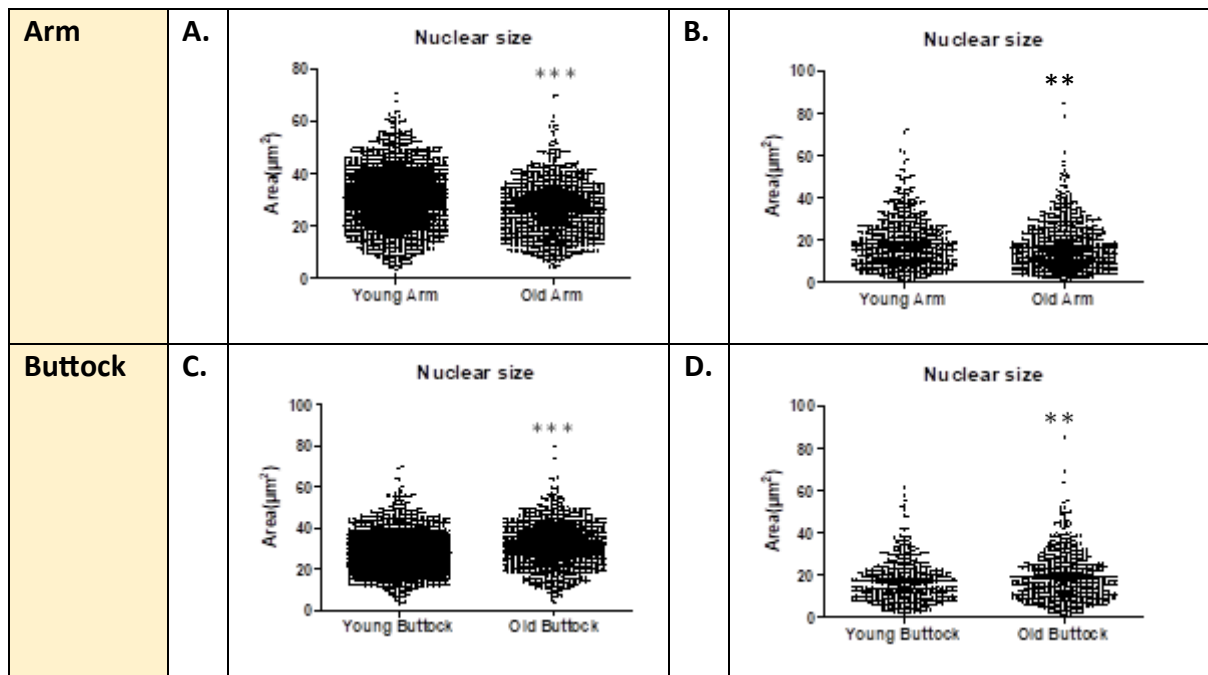 Arm
A.
Nuclear size
***
80
60
40
20
0
Area(µm²)
Young Arm
Old Arm
B.
Nuclear size
**
100
80
60
40
20
0
Area(µm²)
Young Arm
Old Arm
Buttock
C.
Nuclear size
***
100
80
60
40
20
0
Area(µm²)
Young Buttock
Old Buttock
D.
Nuclear size
**
100
80
60
40
20
0
Area(µm²)
Young Buttock
Old Buttock